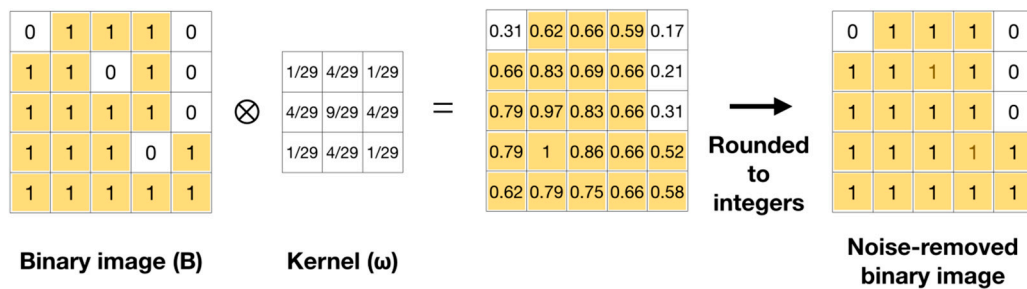 0 1 1 1 0
1 1 0 1 0
1 1 1 1 0
1 1 1 0 1
1 1 1 1 1
Binary image (B)
⊗
1/29 4/29 1/29
4/29 9/29 4/29
1/29 4/29 1/29
Kernel (ω)
=
0.31 0.62 0.66 0.59 0.17
0.66 0.83 0.69 0.66 0.21
0.79 0.97 0.83 0.66 0.31
0.79 1 0.86 0.66 0.52
0.62 0.79 0.75 0.66 0.58
Rounded
to
integers
0 1 1 1 0
1 1 1 1 0
1 1 1 1 0
1 1 1 1 1
1 1 1 1 1
Noise-removed
binary image